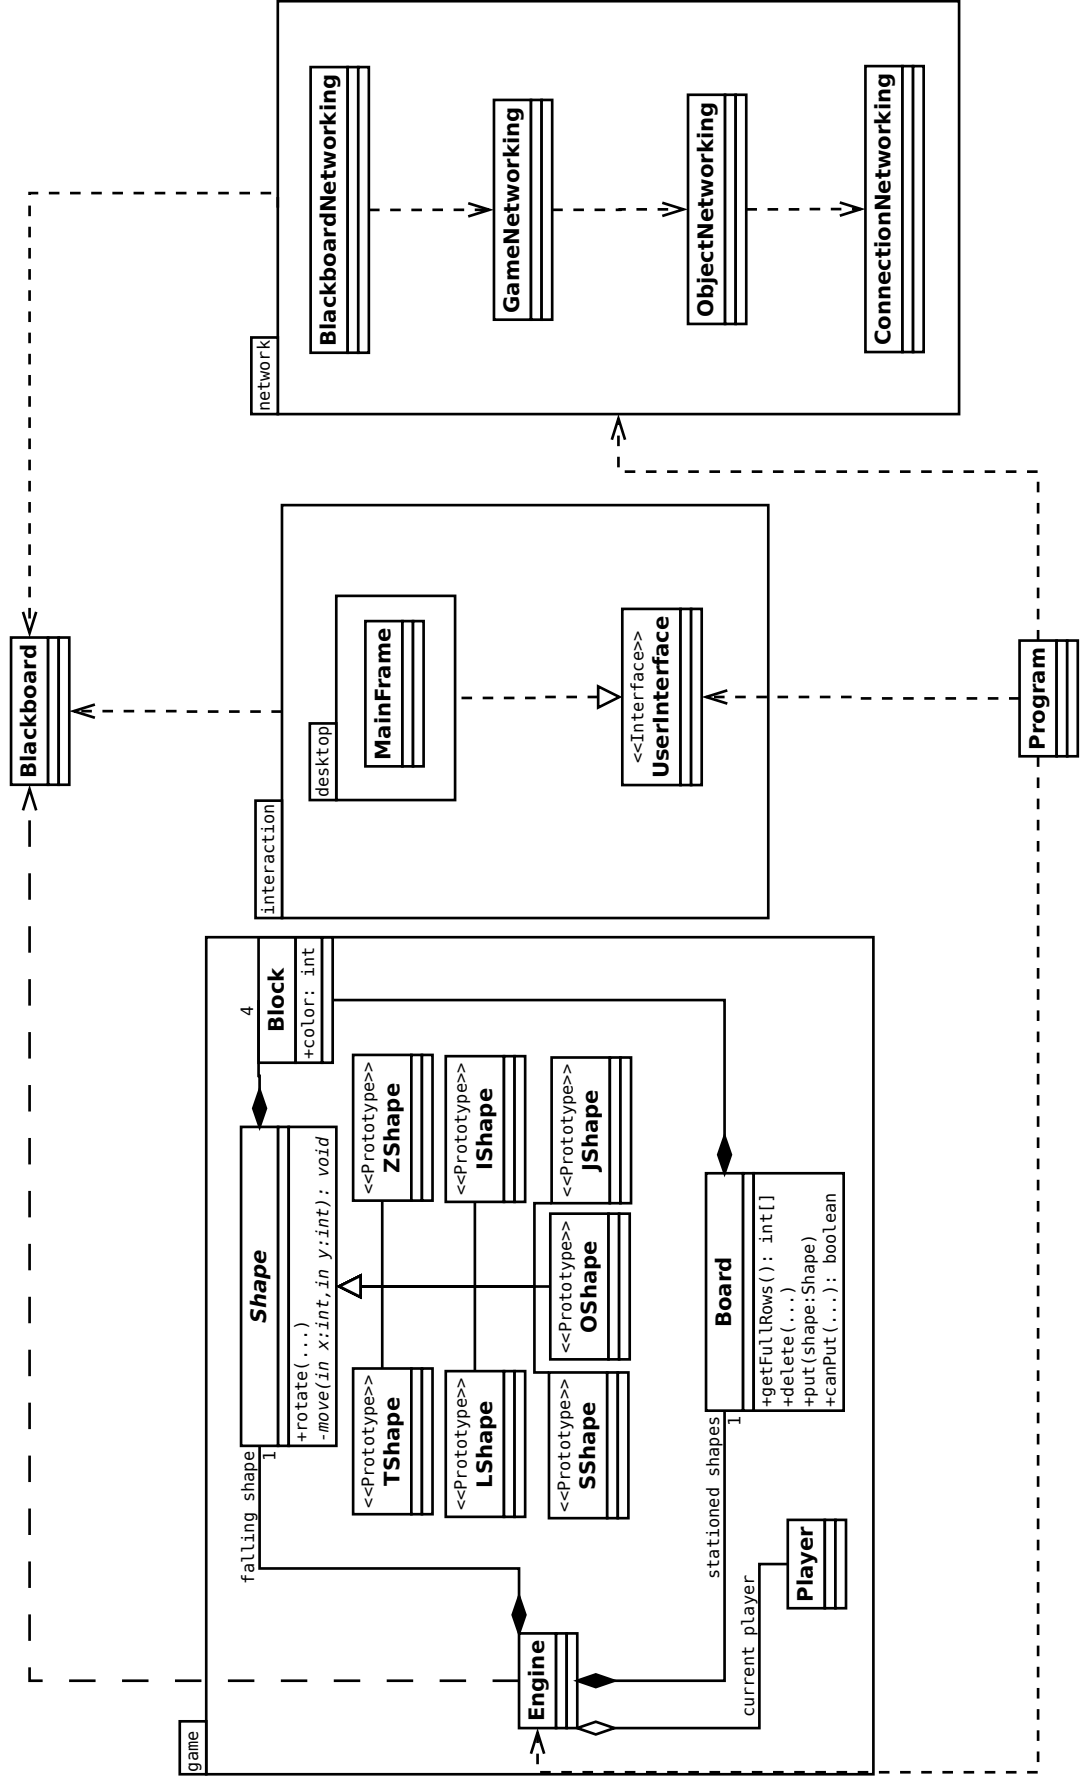 Blackboard
game
falling shape
1
Shape
+rotate(...)
-move(in x:int,in y:int): void
4
Block
+color: int
<<Prototype>>
TShape
<<Prototype>>
ZShape
<<Prototype>>
LShape
<<Prototype>>
IShape
<<Prototype>>
SShape
<<Prototype>>
OShape
<<Prototype>>
JShape
Engine
stationed shapes
1
Board
+getFullRows(): int[]
+delete(...)
+put(shape:Shape)
+canPut(...): boolean
current player
Player
interaction
desktop
MainFrame
<<Interface>>
UserInterface
network
BlackboardNetworking
GameNetworking
ObjectNetworking
ConnectionNetworking
Program